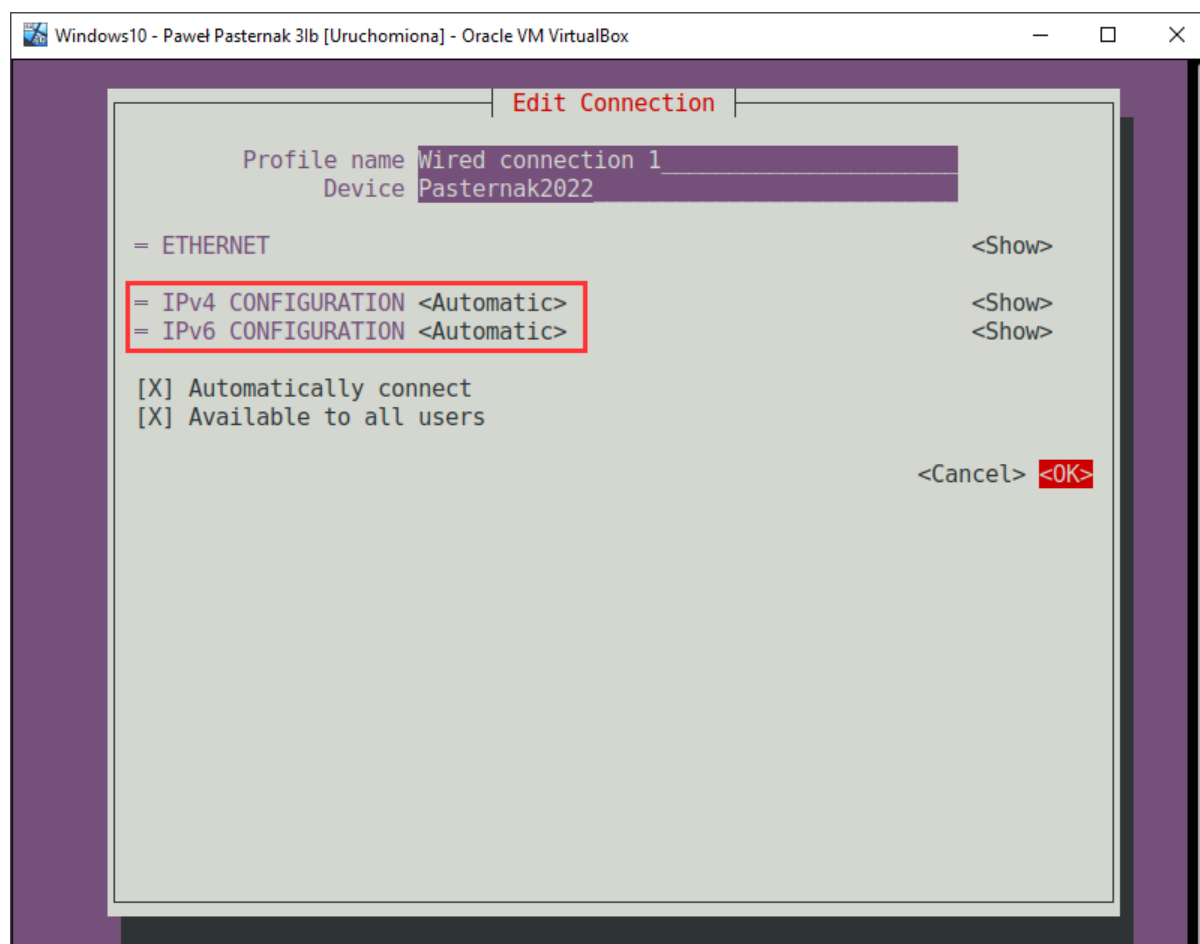 Windows10 - Paweł Pasternak 3lb [Uruchomiona] - Oracle VM VirtualBox
Edit Connection
Profile name Wired connection 1
Device Pasternak2022
= ETHERNET <Show>
= IPv4 CONFIGURATION <Automatic> <Show>
= IPv6 CONFIGURATION <Automatic> <Show>
[X] Automatically connect
[X] Available to all users
<Cancel> <OK>